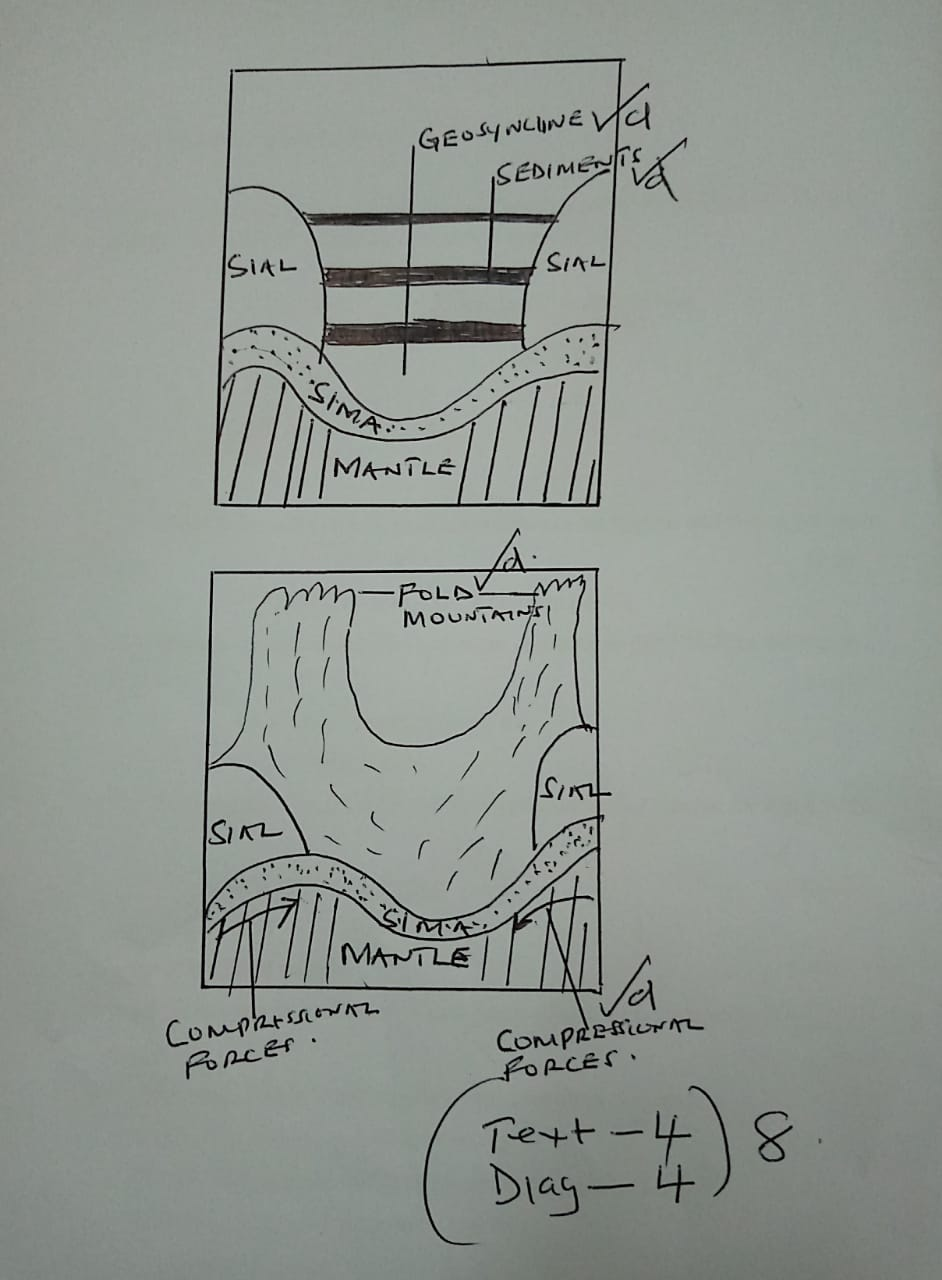 GEOSYNCLINE √d
SEDIMENTS √d
SIAL
SIAL
SIMA
MANTLE
√d.
FOLD
MOUNTAINS
SIAL
SIAL
SIMA
MANTLE
√d
COMPRESSIONAL
FORCES.
COMPRESSIONAL
FORCES.
(Text - 4
Diag - 4) 8.